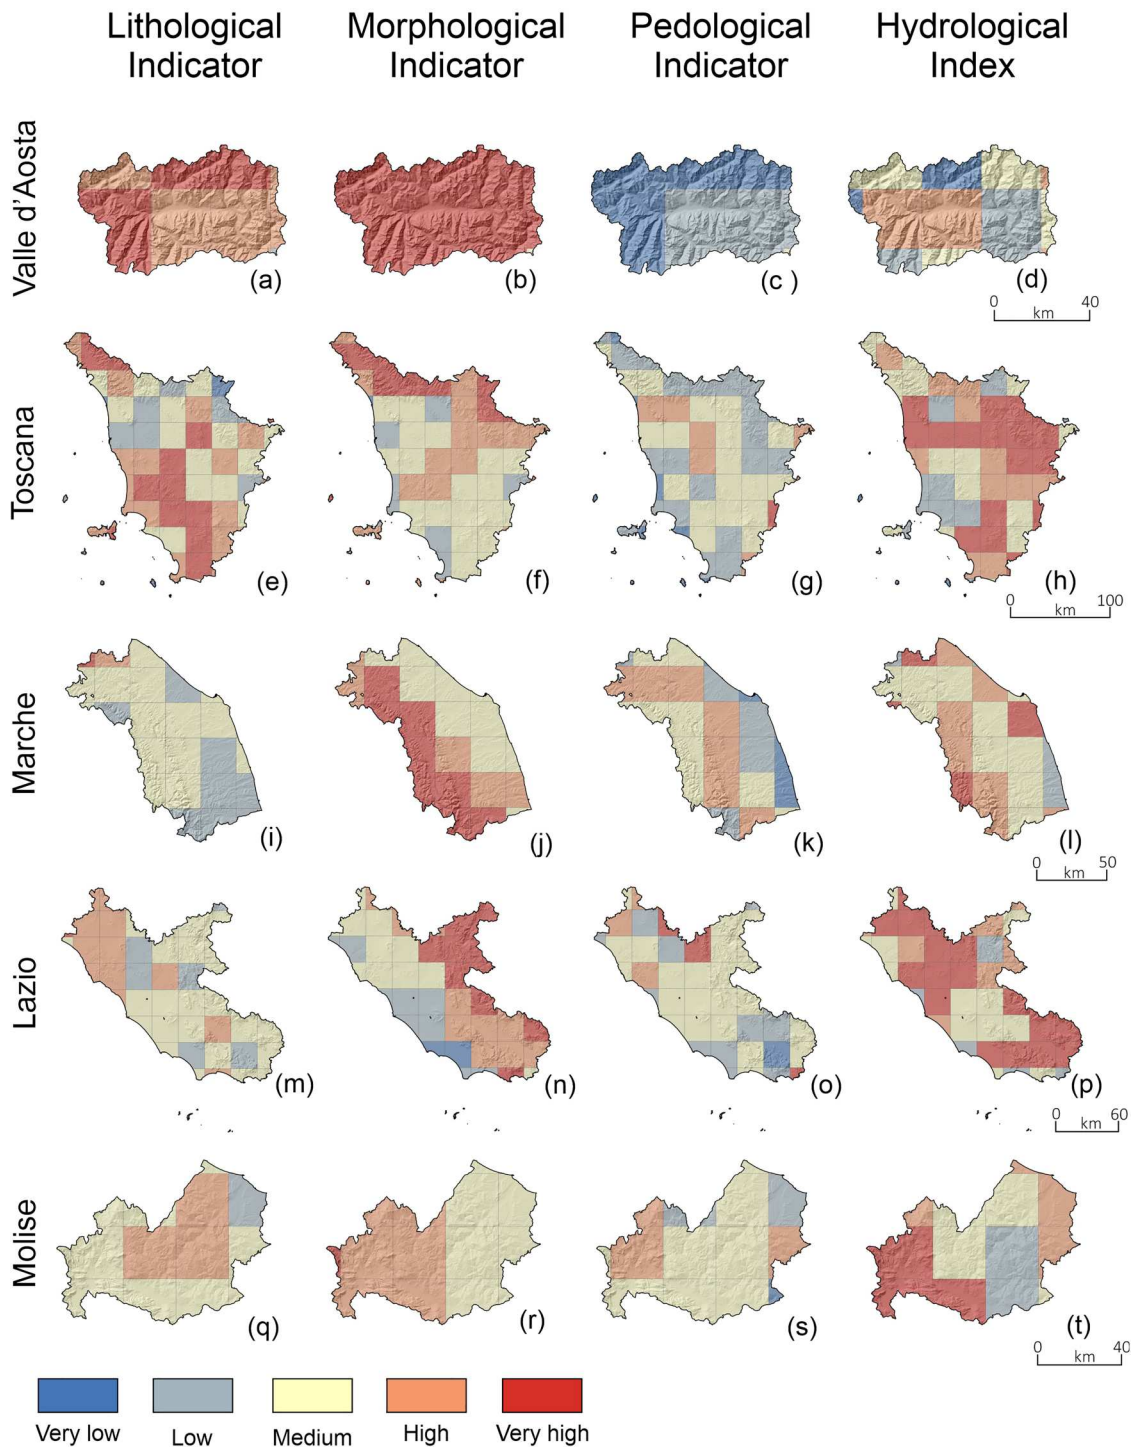 Lithological Indicator
Morphological Indicator
Pedological Indicator
Hydrological Index
Valle d'Aosta
(a)
(b)
(c )
(d)
0 km 40
Toscana
(e)
(f)
(g)
(h)
0 km 100
Marche
(i)
(j)
(k)
(l)
0 km 50
Lazio
(m)
(n)
(o)
(p)
0 km 60
Molise
(q)
(r)
(s)
(t)
0 km 40
Very low
Low
Medium
High
Very high